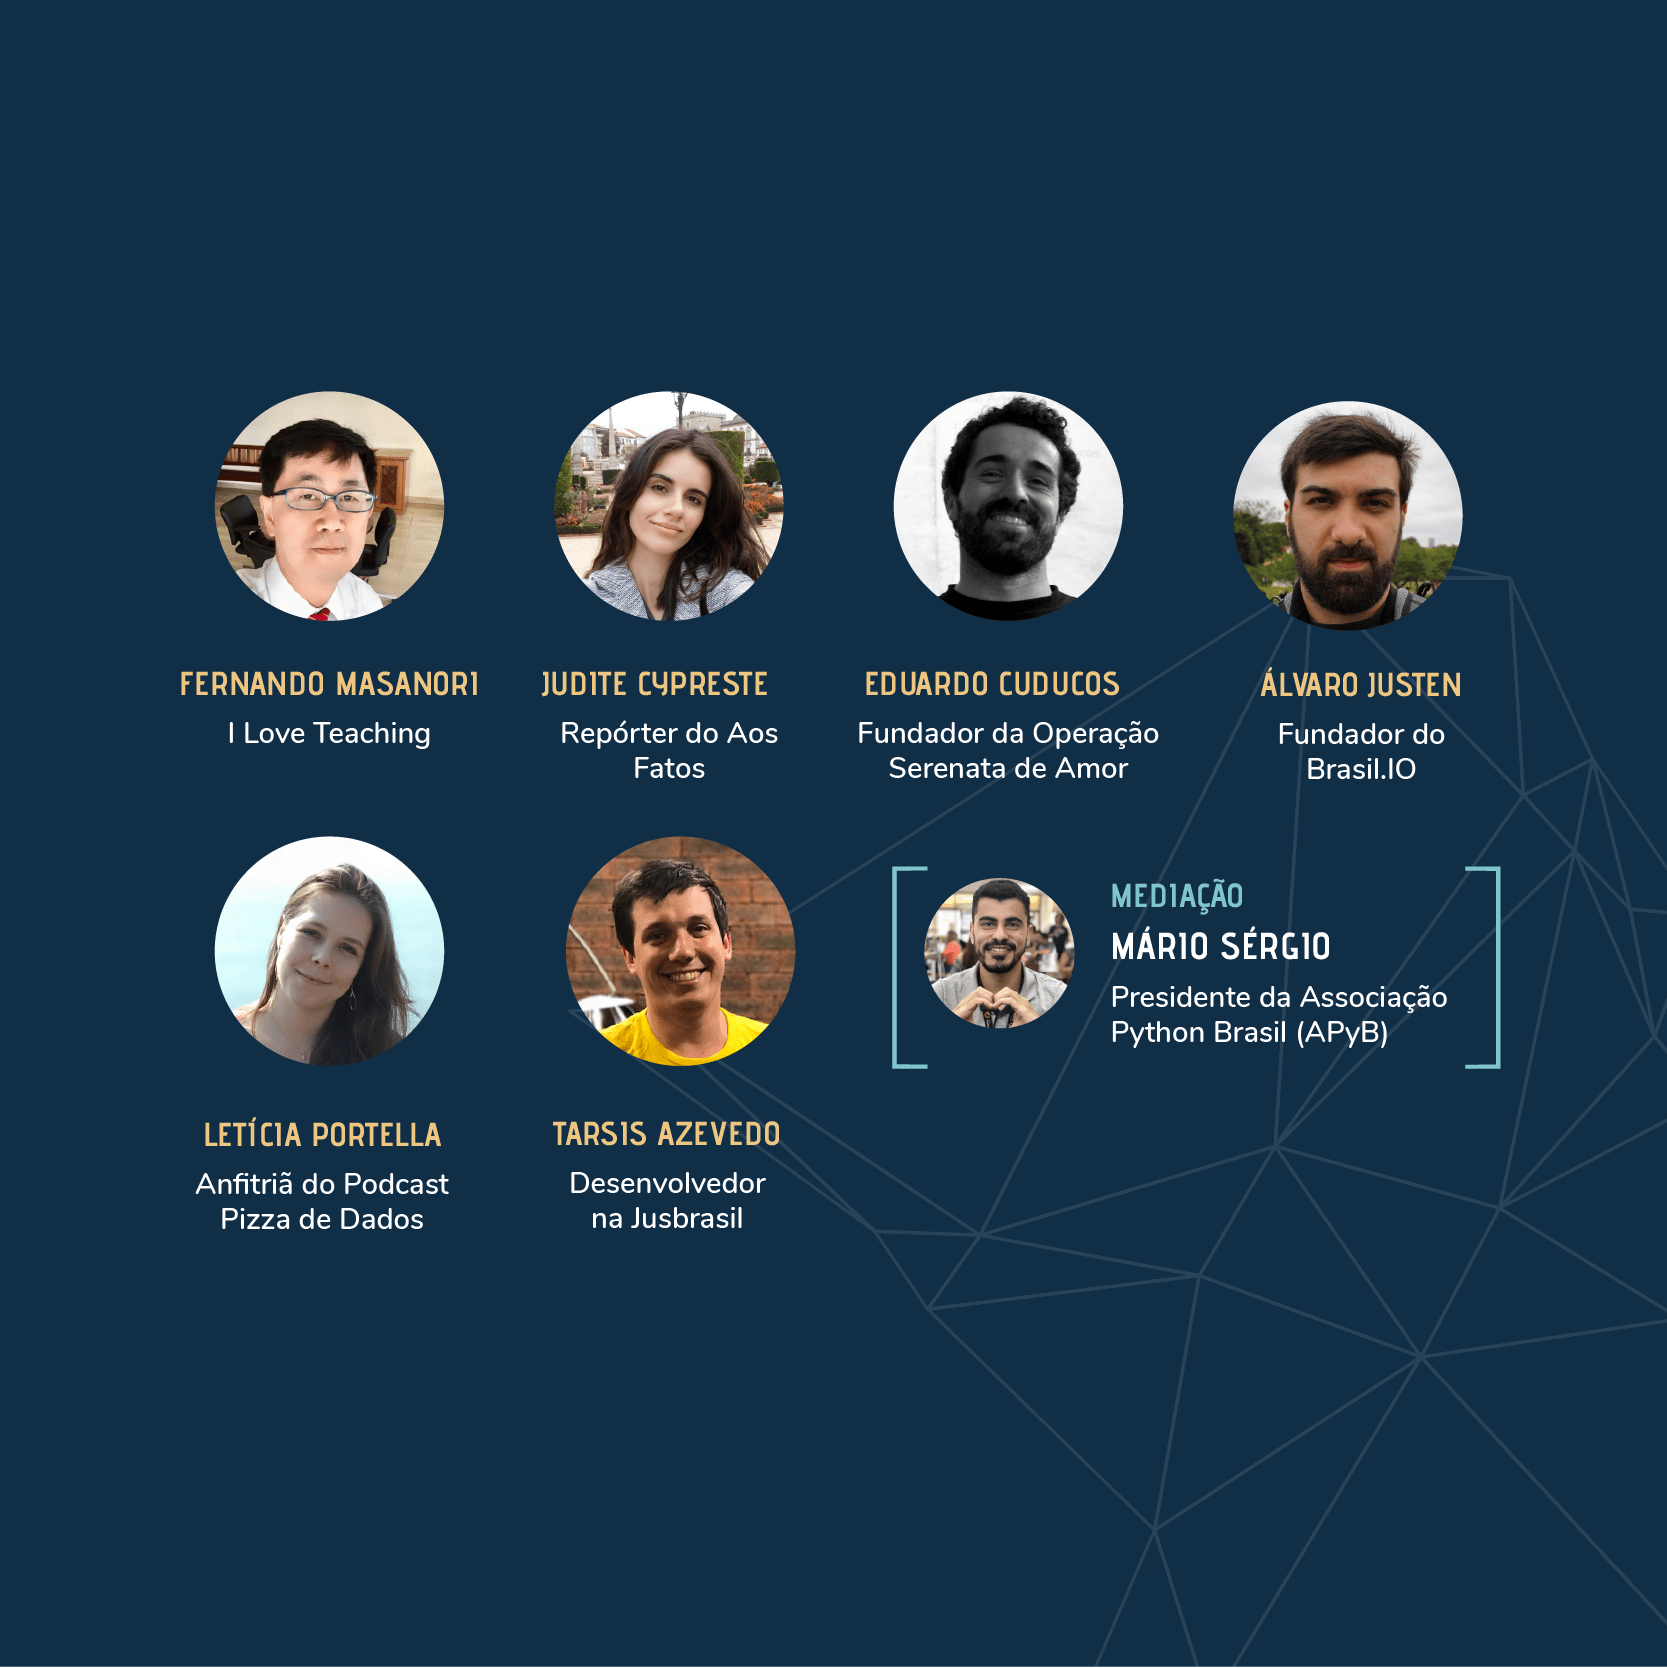 FERNANDO MASANORI
I Love Teaching
JUDITE CYPRESTE
Repórter do Aos
Fatos
EDUARDO CUDUCOS
Fundador da Operação
Serenata de Amor
ÁLVARO JUSTEN
Fundador do
Brasil.IO
LETÍCIA PORTELLA
Anfitriã do Podcast
Pizza de Dados
TARSIS AZEVEDO
Desenvolvedor
na Jusbrasil
MEDIAÇÃO
MÁRIO SÉRGIO
Presidente da Associação
Python Brasil (APyB)